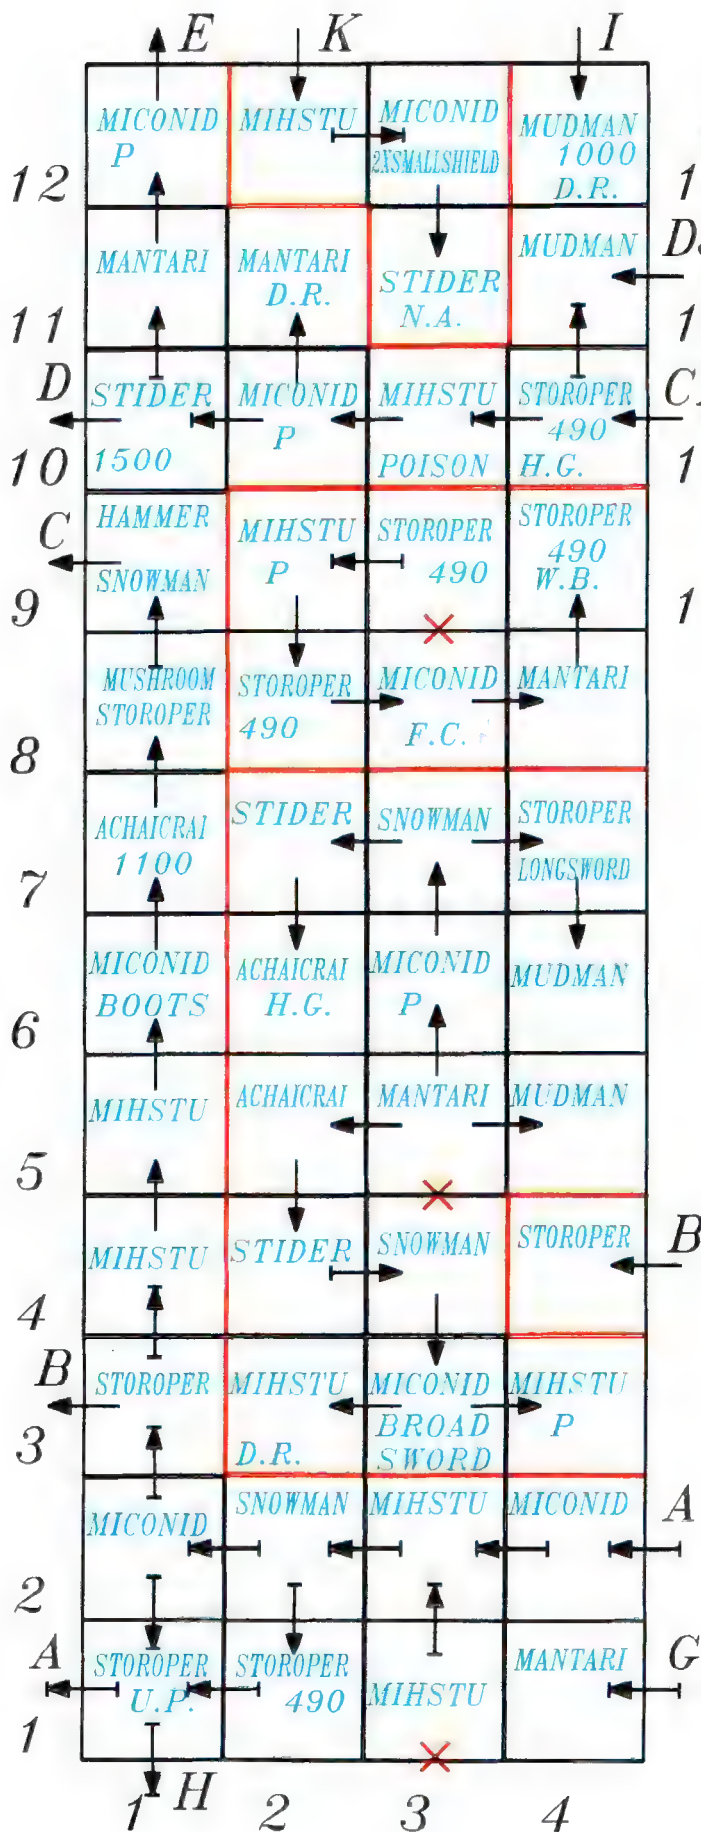 E K I
MICONID MIHSTU MICONID MUDMAN
P 2XSMALLSHIELD 1000
12 D.R. 1
MANTARI MANTARI STIDER MUDMAN D
D.R. N.A.
11 1
D STIDER MICONID MIHSTU STOROPER C
1500 P POISON 490
10 H.G. 1
C HAMMER MIHSTU STOROPER STOROPER
SNOWMAN P 490 490
9 W.B. 1
MUSHROOM STOROPER MICONID MANTARI
STOROPER 490 F.C.
8
ACHAICRAI STIDER SNOWMAN STOROPER
1100 LONGSWORD
7
MICONID ACHAICRAI MICONID MUDMAN
BOOTS H.G. P
6
MIHSTU ACHAICRAI MANTARI MUDMAN
5
MIHSTU STIDER SNOWMAN STOROPER B
4
B STOROPER MIHSTU MICONID MIHSTU
D.R. BROAD P
3 SWORD
MICONID SNOWMAN MIHSTU MICONID A
2
A STOROPER STOROPER MIHSTU MANTARI G
U.P. 490
1
H
1 2 3 4